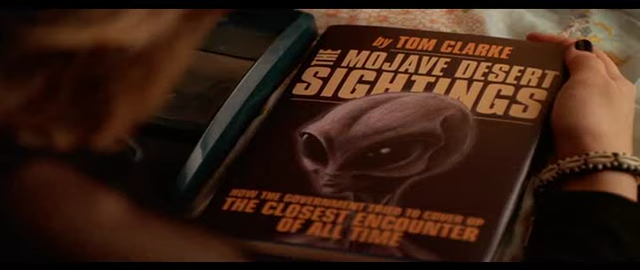 by TOM CLARKE
THE MOJAVE DESERT
SIGHTINGS
HOW THE GOVERNMENT TRIED TO COVER UP
THE CLOSEST ENCOUNTER
OF ALL TIME